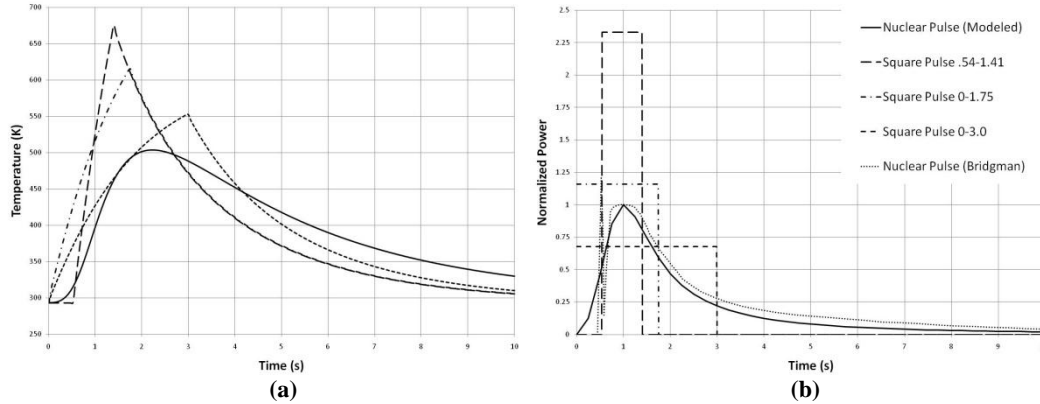 700
650
600
550
500
450
400
350
300
250
Temperature (K)
0 1 2 3 4 5 6 7 8 9 10
Time (s)
(a)
2.5
2.25
2
1.75
1.5
1.25
1
0.75
0.5
0.25
0
Normalized Power
0 1 2 3 4 5 6 7 8 9
Time (s)
(b)
Nuclear Pulse (Modeled)
Square Pulse .54-1.41
Square Pulse 0-1.75
Square Pulse 0-3.0
Nuclear Pulse (Bridgman)